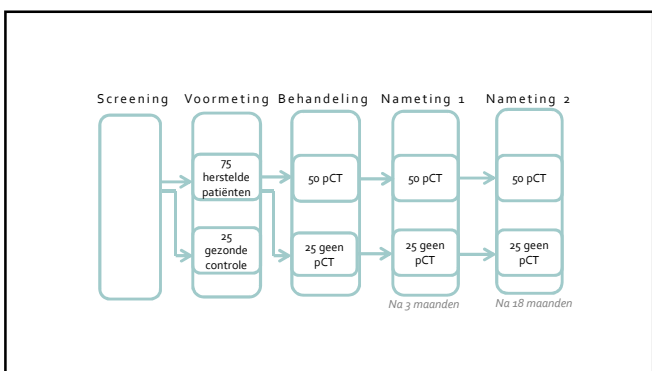 Screening Voormeting Behandeling Nameting 1 Nameting 2
75
herstelde
patiënten
50 pCT
50 pCT
50 pCT
25
gezonde
controle
25 geen
pCT
25 geen
pCT
25 geen
pCT
Na 3 maanden
Na 18 maanden